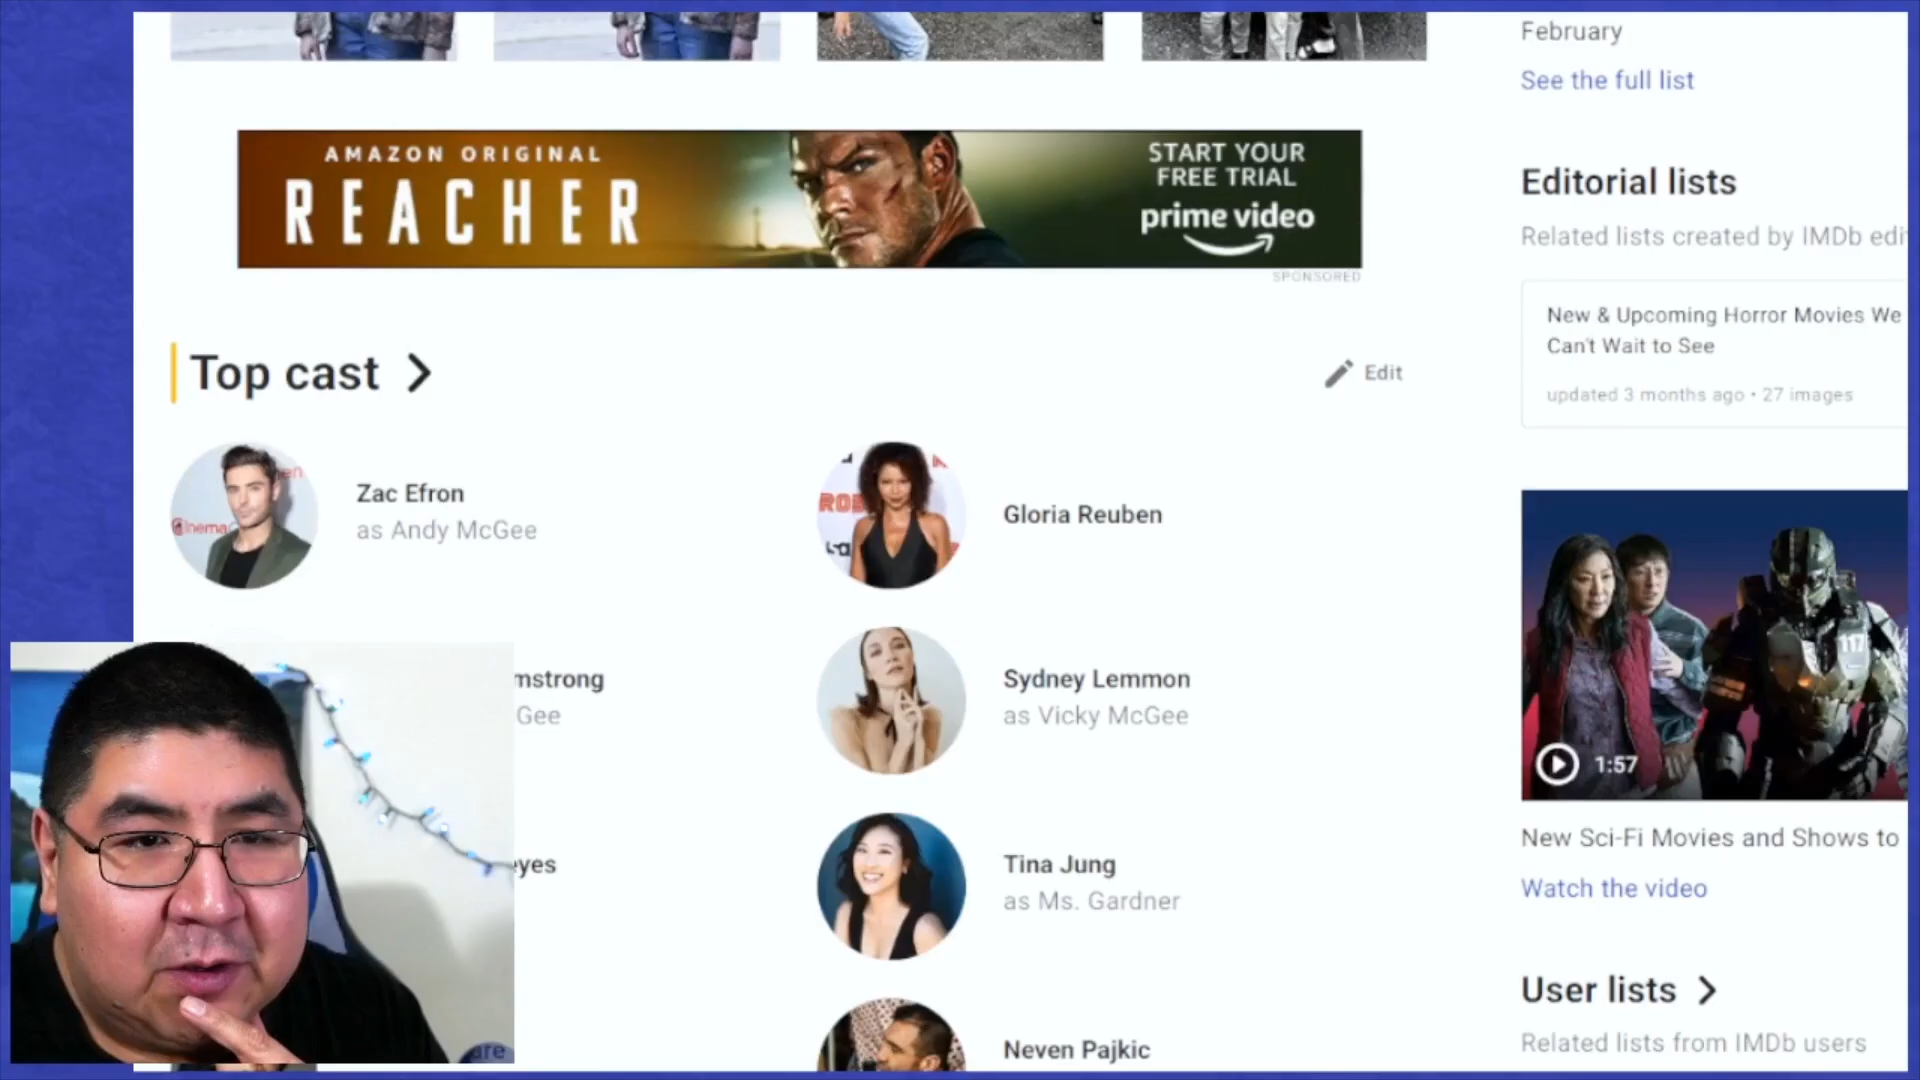 February
See the full list
AMAZON ORIGINAL
REACHER
START YOUR
FREE TRIAL
prime video
SPONSORED
Editorial lists
Related lists created by IMDb edi
New & Upcoming Horror Movies We
Can't Wait to See
updated 3 months ago • 27 images
Top cast
Edit
Zac Efron
as Andy McGee
Gloria Reuben
mstrong
Gee
Sydney Lemmon
as Vicky McGee
117
1:57
New Sci-Fi Movies and Shows to
Watch the video
eyes
Tina Jung
as Ms. Gardner
User lists
Related lists from IMDb users
Neven Pajkic
are